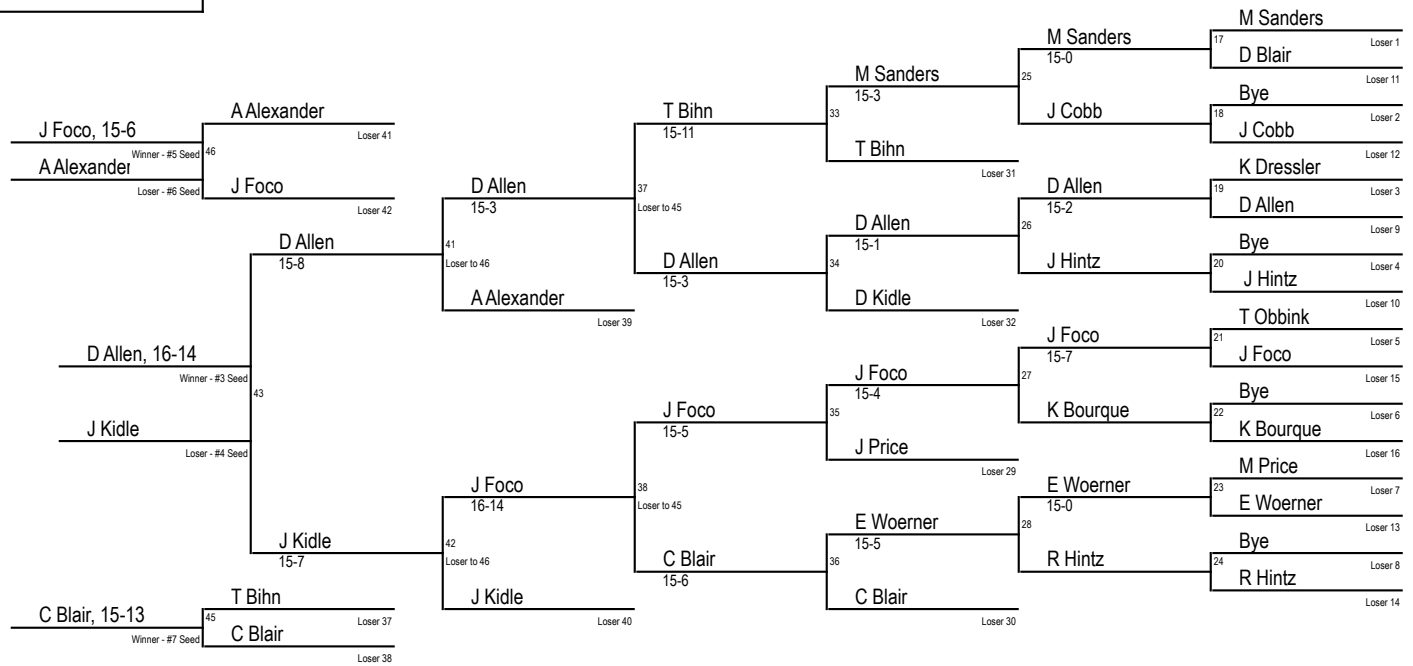 M Sanders
Loser 1
17
D Blair
Loser 11
Bye
Loser 2
18
J Cobb
Loser 12
K Dressler
Loser 3
19
D Allen
Loser 9
Bye
Loser 4
20
J Hintz
Loser 10
T Obbink
Loser 5
21
J Foco
Loser 15
Bye
Loser 6
22
K Bourque
Loser 16
M Price
Loser 7
23
E Woerner
Loser 13
Bye
Loser 8
24
R Hintz
Loser 14
M Sanders
15-0
25
J Cobb
D Allen
15-2
26
J Hintz
J Foco
15-7
27
K Bourque
E Woerner
15-0
28
R Hintz
M Sanders
15-3
33
T Bihn
Loser 31
D Allen
15-1
34
D Kidle
Loser 32
J Foco
15-4
35
J Price
Loser 29
E Woerner
15-5
36
C Blair
Loser 30
T Bihn
15-11
37
Loser to 45
D Allen
15-3
J Foco
15-5
38
Loser to 45
C Blair
15-6
D Allen
15-3
41
Loser to 46
A Alexander
Loser 39
J Foco
16-14
42
Loser to 46
J Kidle
Loser 40
D Allen
15-8
43
J Kidle
15-7
D Allen, 16-14
Winner - #3 Seed
J Kidle
Loser - #4 Seed
A Alexander
Loser 41
46
J Foco
Loser 42
J Foco, 15-6
Winner - #5 Seed
A Alexander
Loser - #6 Seed
T Bihn
Loser 37
45
C Blair
Loser 38
C Blair, 15-13
Winner - #7 Seed